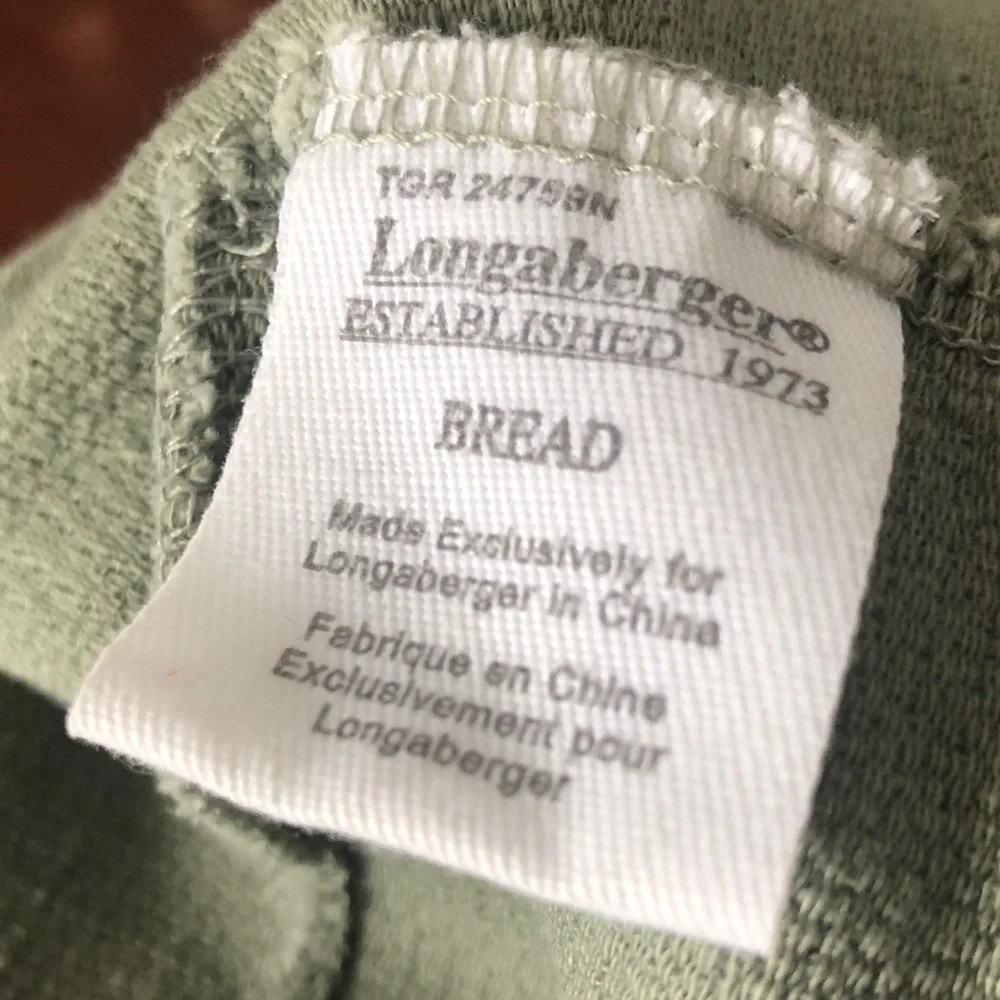 TGR 24759N
Longaberger®
ESTABLISHED 1973
BREAD
Made Exclusively for
Longaberger in China
Fabrique en Chine
Exclusivement pour
Longaberger